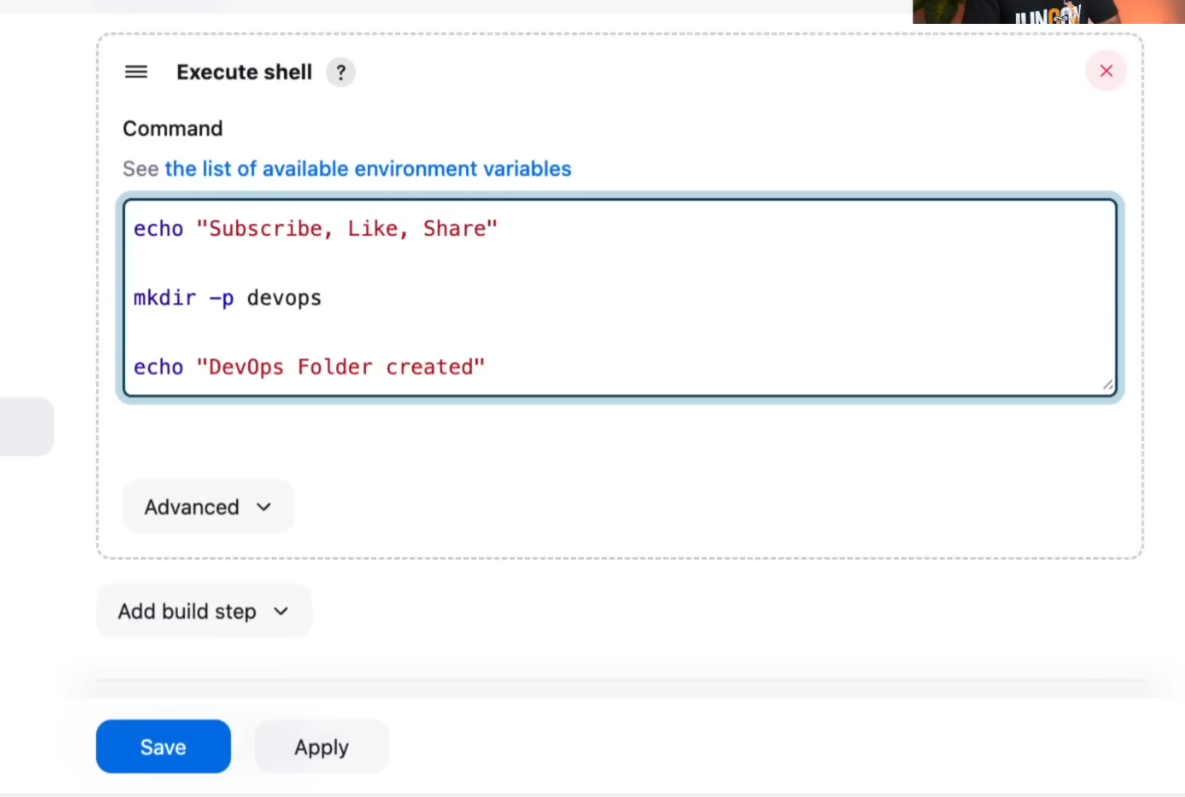 Execute shell ?
Command
See the list of available environment variables
echo "Subscribe, Like, Share"
mkdir -p devops
echo "DevOps Folder created"
Advanced
Add build step
Save
Apply